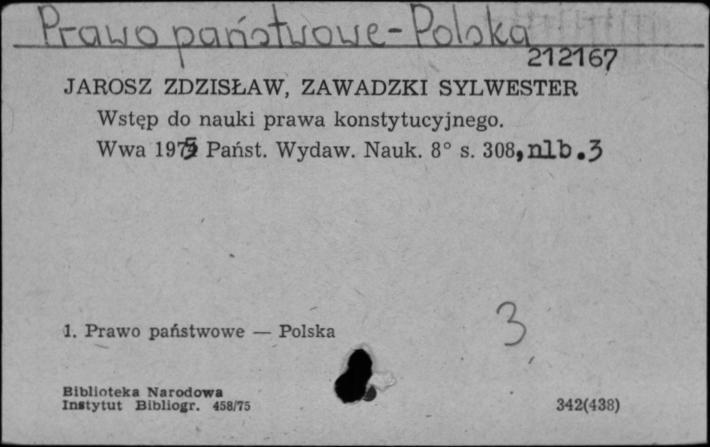 Prawo państwowe-Polska
212167
JAROSZ ZDZISŁAW, ZAWADZKI SYLWESTER
Wstęp do nauki prawa konstytucyjnego.
Wwa 1975 Państ. Wydaw. Nauk. 8° s. 308, nlb.3
1. Prawo państwowe — Polska
3
Biblioteka Narodowa
Instytut Bibliogr. 458/75
342(438)